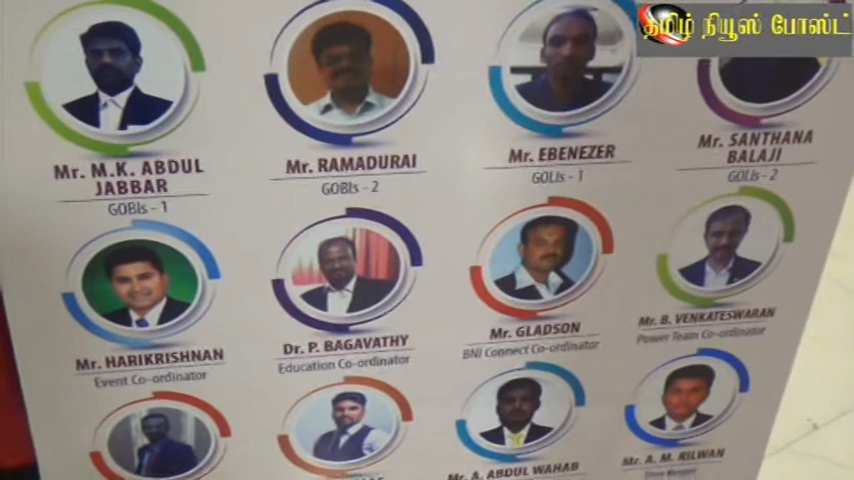 தமிழ் நியூஸ் போஸ்ட்
Mr. M.K. ABDUL
JABBAR
GOBIs - 1
Mr. RAMADURAI
GOBIs - 2
Mr. EBENEZER
GOLIs - 1
Mr. SANTHANA
BALAJI
GOLIs - 2
Mr. HARIKRISHNAN
Event Co-ordinator
Dr. P. BAGAVATHY
Education Co-ordinator
Mr. GLADSON
BNI Connect Co-ordinator
Mr. B. VENKATESWARAN
Power Team Co-ordinator
Mr. A. ABDUL WAHAB
Mr. A. M. RILWAN